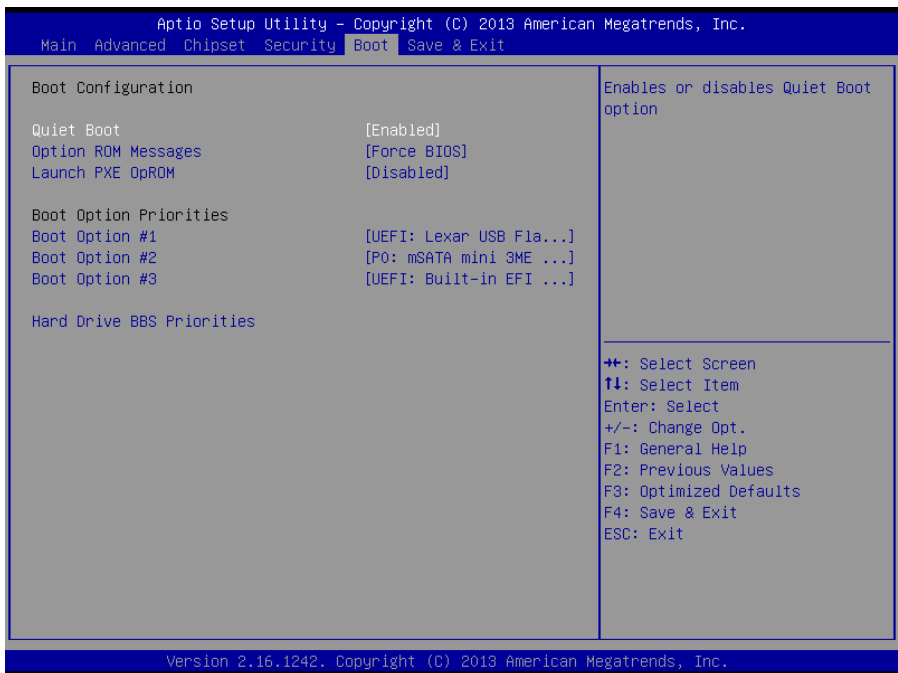 Aptio Setup Utility – Copyright (C) 2013 American Megatrends, Inc.
Main Advanced Chipset Security Boot Save & Exit
Boot Configuration
Quiet Boot [Enabled]
Option ROM Messages [Force BIOS]
Launch PXE OpROM [Disabled]
Boot Option Priorities
Boot Option #1 [UEFI: Lexar USB Fla...]
Boot Option #2 [P0: mSATA mini 3ME ...]
Boot Option #3 [UEFI: Built-in EFI ...]
Hard Drive BBS Priorities
Enables or disables Quiet Boot
option
→←: Select Screen
↑↓: Select Item
Enter: Select
+/-: Change Opt.
F1: General Help
F2: Previous Values
F3: Optimized Defaults
F4: Save & Exit
ESC: Exit
Version 2.16.1242. Copyright (C) 2013 American Megatrends, Inc.